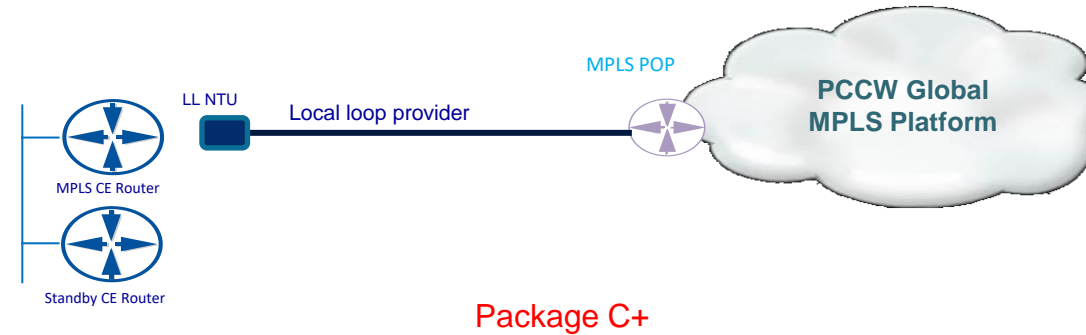 MPLS POP
PCCW Global
MPLS Platform
LL NTU
Local loop provider
MPLS CE Router
Standby CE Router
Package C+